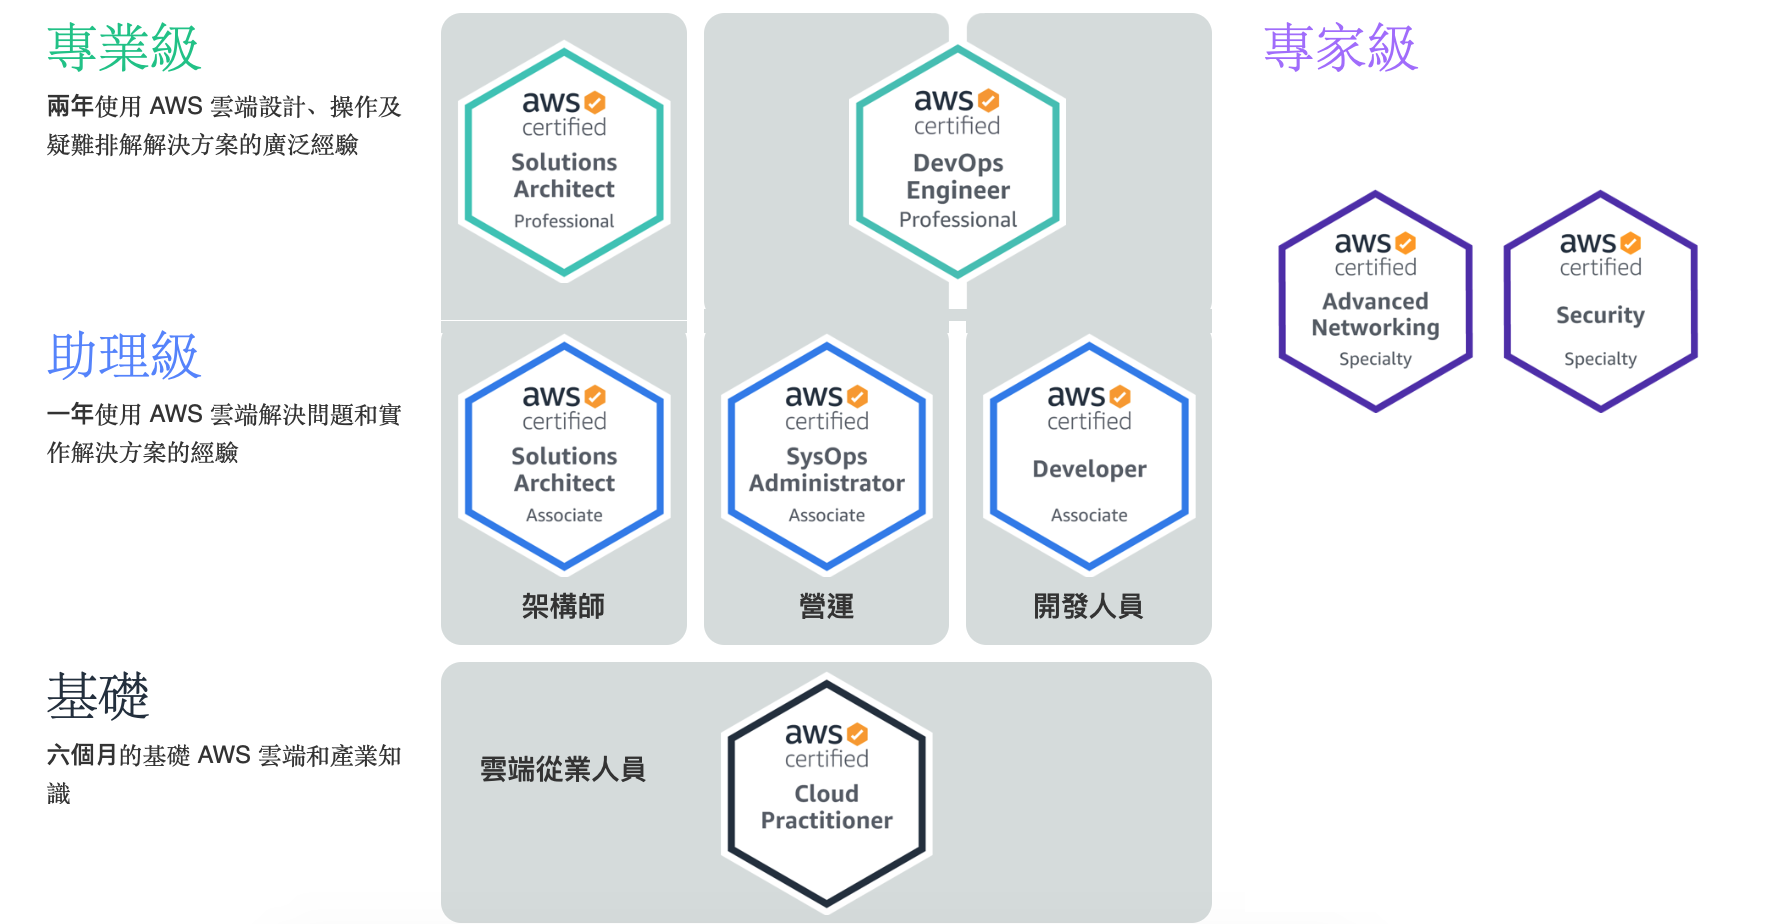 專業級
兩年使用 AWS 雲端設計、操作及
疑難排解解決方案的廣泛經驗
aws
certified
Solutions
Architect
Professional
aws
certified
DevOps
Engineer
Professional
專家級
aws
certified
Advanced
Networking
Specialty
aws
certified
Security
Specialty
助理級
一年使用 AWS 雲端解決問題和實
作解決方案的經驗
aws
certified
Solutions
Architect
Associate
架構師
aws
certified
SysOps
Administrator
Associate
營運
aws
certified
Developer
Associate
開發人員
基礎
六個月的基礎 AWS 雲端和產業知
識
雲端從業人員
aws
certified
Cloud
Practitioner